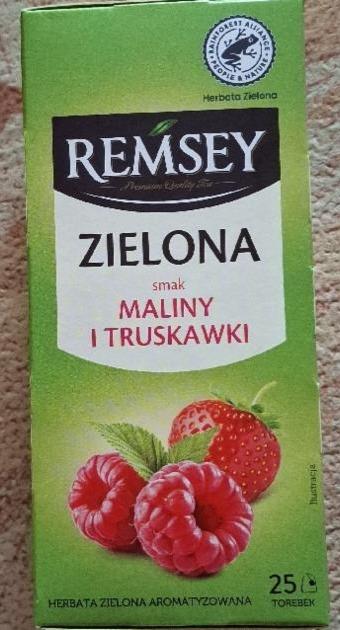 RAINFOREST ALLIANCE
PEOPLE & NATURE
Herbata Zielona
REMSEY
Premium Quality Tea
ZIELONA
smak
MALINY
I TRUSKAWKI
Ilustracja
25
TOREBEK
HERBATA ZIELONA AROMATYZOWANA